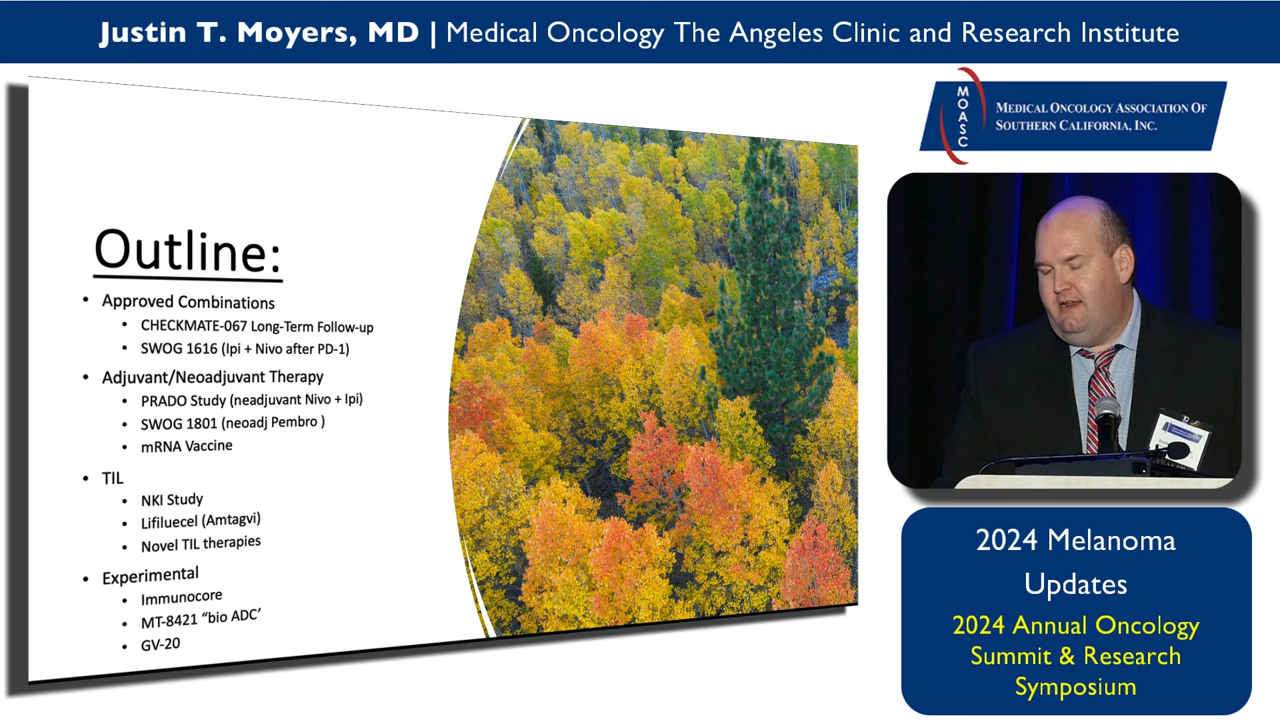 Justin T. Moyers, MD | Medical Oncology The Angeles Clinic and Research Institute
MOASC
MEDICAL ONCOLOGY ASSOCIATION OF
SOUTHERN CALIFORNIA, INC.
Outline:
• Approved Combinations
• CHECKMATE-067 Long-Term Follow-up
• SWOG 1616 (Ipi + Nivo after PD-1)
• Adjuvant/Neoadjuvant Therapy
• PRADO Study (neadjuvant Nivo + Ipi)
• SWOG 1801 (neoadj Pembro )
• mRNA Vaccine
• TIL
• NKI Study
• Lifiluecel (Amtagvi)
• Novel TIL therapies
• Experimental
• Immunocore
• MT-8421 “bio ADC’
• GV-20
2024 Melanoma
Updates
2024 Annual Oncology
Summit & Research
Symposium